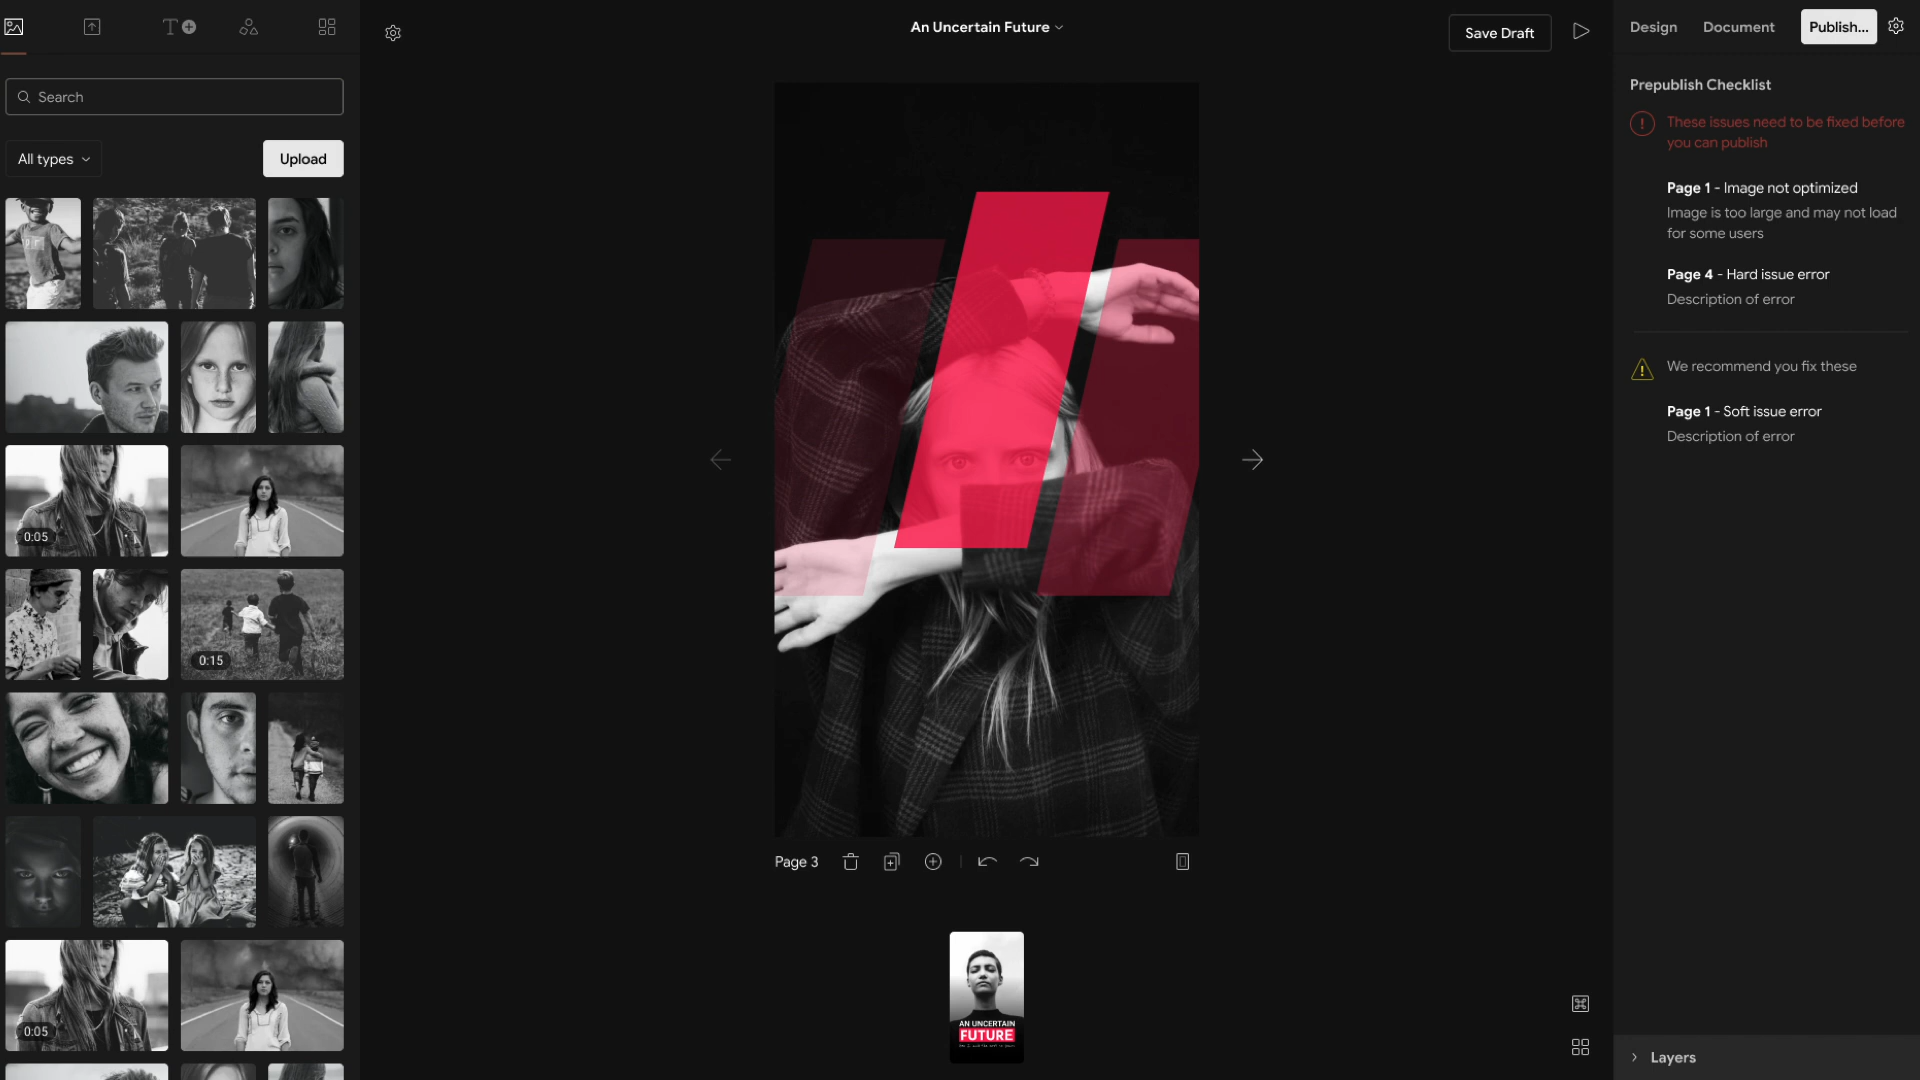 An Uncertain Future
Save Draft
Design
Document
Publish...
Search
All types
Upload
0:05
0:15
0:05
Page 3
AN UNCERTAIN
FUTURE
Prepublish Checklist
These issues need to be fixed before
you can publish
Page 1 - Image not optimized
Image is too large and may not load
for some users
Page 4 - Hard issue error
Description of error
We recommend you fix these
Page 1 - Soft issue error
Description of error
Layers